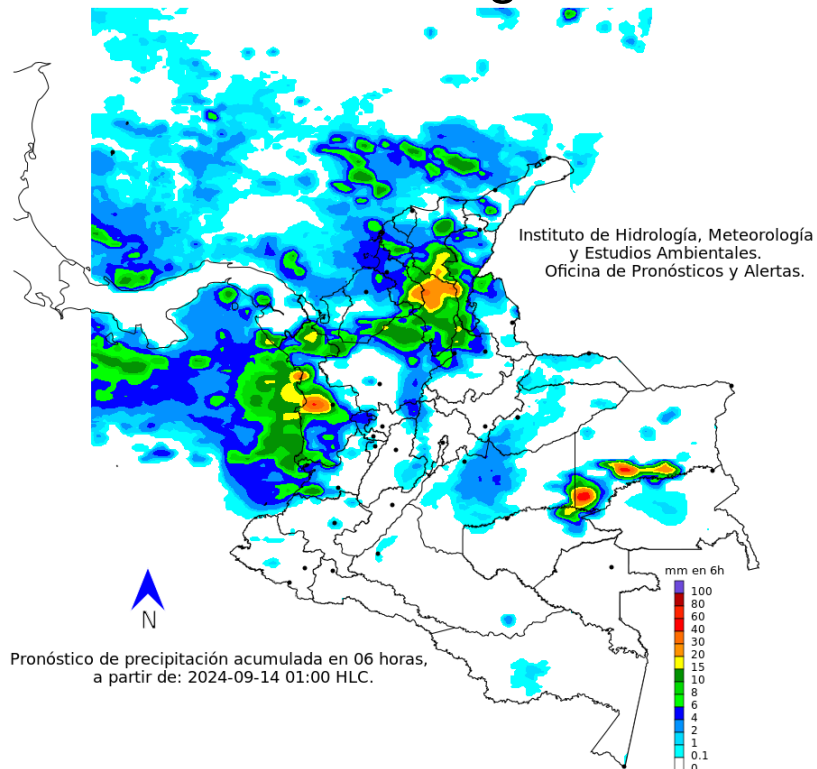 Instituto de Hidrología, Meteorología
y Estudios Ambientales.
Oficina de Pronósticos y Alertas.
mm en 6h
100
80
60
40
30
20
15
10
8
6
4
2
1
0.1
0
N
Pronóstico de precipitación acumulada en 06 horas,
a partir de: 2024-09-14 01:00 HLC.